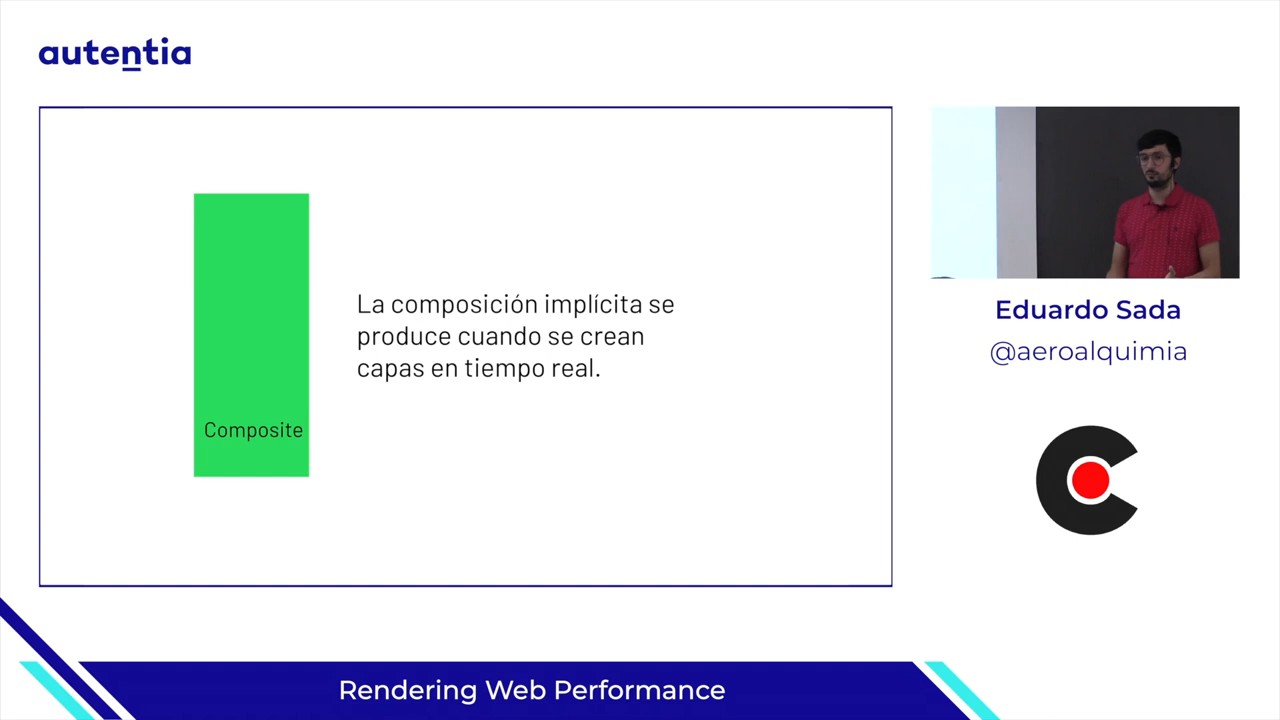 autentia
Composite
La composición implícita se
produce cuando se crean
capas en tiempo real.
Eduardo Sada
@aeroalquimia
Rendering Web Performance